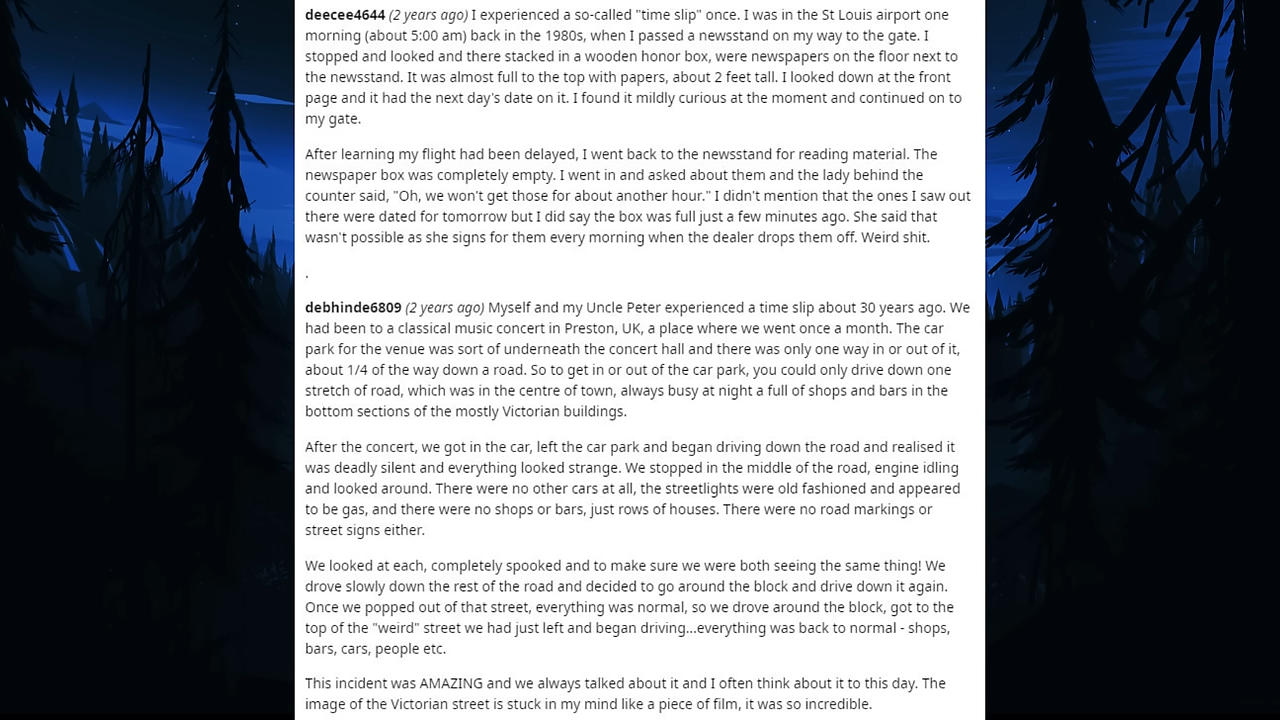 deecee4644 (2 years ago) I experienced a so-called "time slip" once. I was in the St Louis airport one
morning (about 5:00 am) back in the 1980s, when I passed a newsstand on my way to the gate. I
stopped and looked and there stacked in a wooden honor box, were newspapers on the floor next to
the newsstand. It was almost full to the top with papers, about 2 feet tall. I looked down at the front
page and it had the next day's date on it. I found it mildly curious at the moment and continued on to
my gate.
After learning my flight had been delayed, I went back to the newsstand for reading material. The
newspaper box was completely empty. I went in and asked about them and the lady behind the
counter said, "Oh, we won't get those for about another hour." I didn't mention that the ones I saw out
there were dated for tomorrow but I did say the box was full just a few minutes ago. She said that
wasn't possible as she signs for them every morning when the dealer drops them off. Weird shit.
.
debhinde6809 (2 years ago) Myself and my Uncle Peter experienced a time slip about 30 years ago. We
had been to a classical music concert in Preston, UK, a place where we went once a month. The car
park for the venue was sort of underneath the concert hall and there was only one way in or out of it,
about 1/4 of the way down a road. So to get in or out of the car park, you could only drive down one
stretch of road, which was in the centre of town, always busy at night a full of shops and bars in the
bottom sections of the mostly Victorian buildings.
After the concert, we got in the car, left the car park and began driving down the road and realised it
was deadly silent and everything looked strange. We stopped in the middle of the road, engine idling
and looked around. There were no other cars at all, the streetlights were old fashioned and appeared
to be gas, and there were no shops or bars, just rows of houses. There were no road markings or
street signs either.
We looked at each, completely spooked and to make sure we were both seeing the same thing! We
drove slowly down the rest of the road and decided to go around the block and drive down it again.
Once we popped out of that street, everything was normal, so we drove around the block, got to the
top of the "weird" street we had just left and began driving...everything was back to normal - shops,
bars, cars, people etc.
This incident was AMAZING and we always talked about it and I often think about it to this day. The
image of the Victorian street is stuck in my mind like a piece of film, it was so incredible.